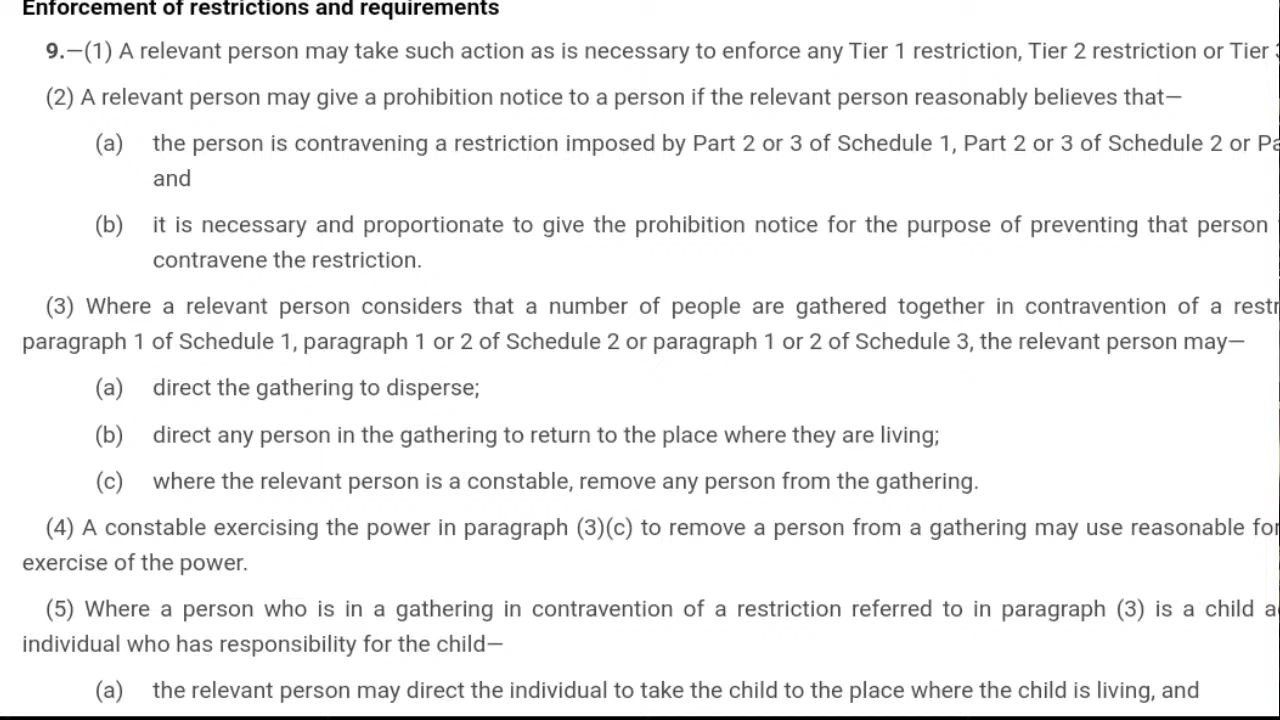 Enforcement of restrictions and requirements
9.—(1) A relevant person may take such action as is necessary to enforce any Tier 1 restriction, Tier 2 restriction or Tier
(2) A relevant person may give a prohibition notice to a person if the relevant person reasonably believes that—
(a) the person is contravening a restriction imposed by Part 2 or 3 of Schedule 1, Part 2 or 3 of Schedule 2 or
and
(b) it is necessary and proportionate to give the prohibition notice for the purpose of preventing that person
contravene the restriction.
(3) Where a relevant person considers that a number of people are gathered together in contravention of a
paragraph 1 of Schedule 1, paragraph 1 or 2 of Schedule 2 or paragraph 1 or 2 of Schedule 3, the relevant person may—
(a) direct the gathering to disperse;
(b) direct any person in the gathering to return to the place where they are living;
(c) where the relevant person is a constable, remove any person from the gathering.
(4) A constable exercising the power in paragraph (3)(c) to remove a person from a gathering may use reasonable
exercise of the power.
(5) Where a person who is in a gathering in contravention of a restriction referred to in paragraph (3) is a child
individual who has responsibility for the child—
(a) the relevant person may direct the individual to take the child to the place where the child is living, and